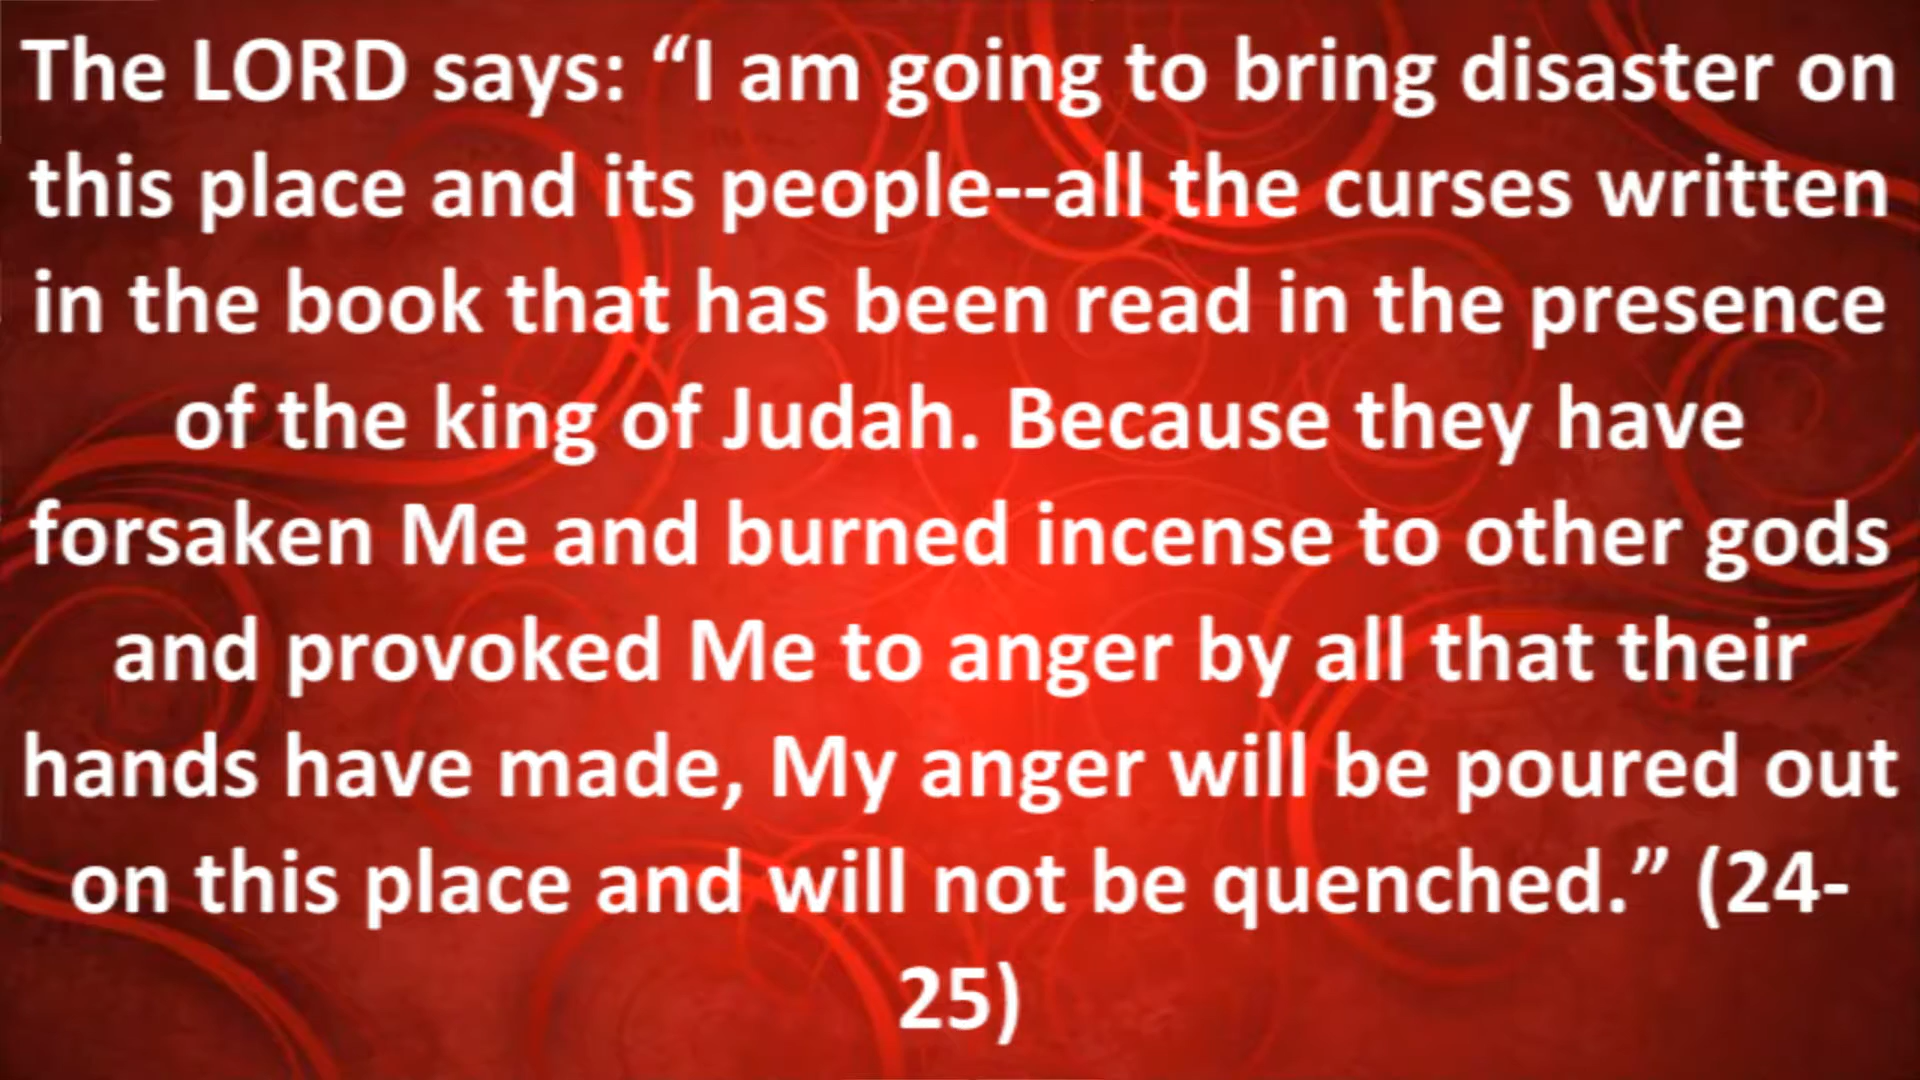 The LORD says: “I am going to bring disaster on
this place and its people--all the curses written
in the book that has been read in the presence
of the king of Judah. Because they have
forsaken Me and burned incense to other gods
and provoked Me to anger by all that their
hands have made, My anger will be poured out
on this place and will not be quenched.” (24-
25)